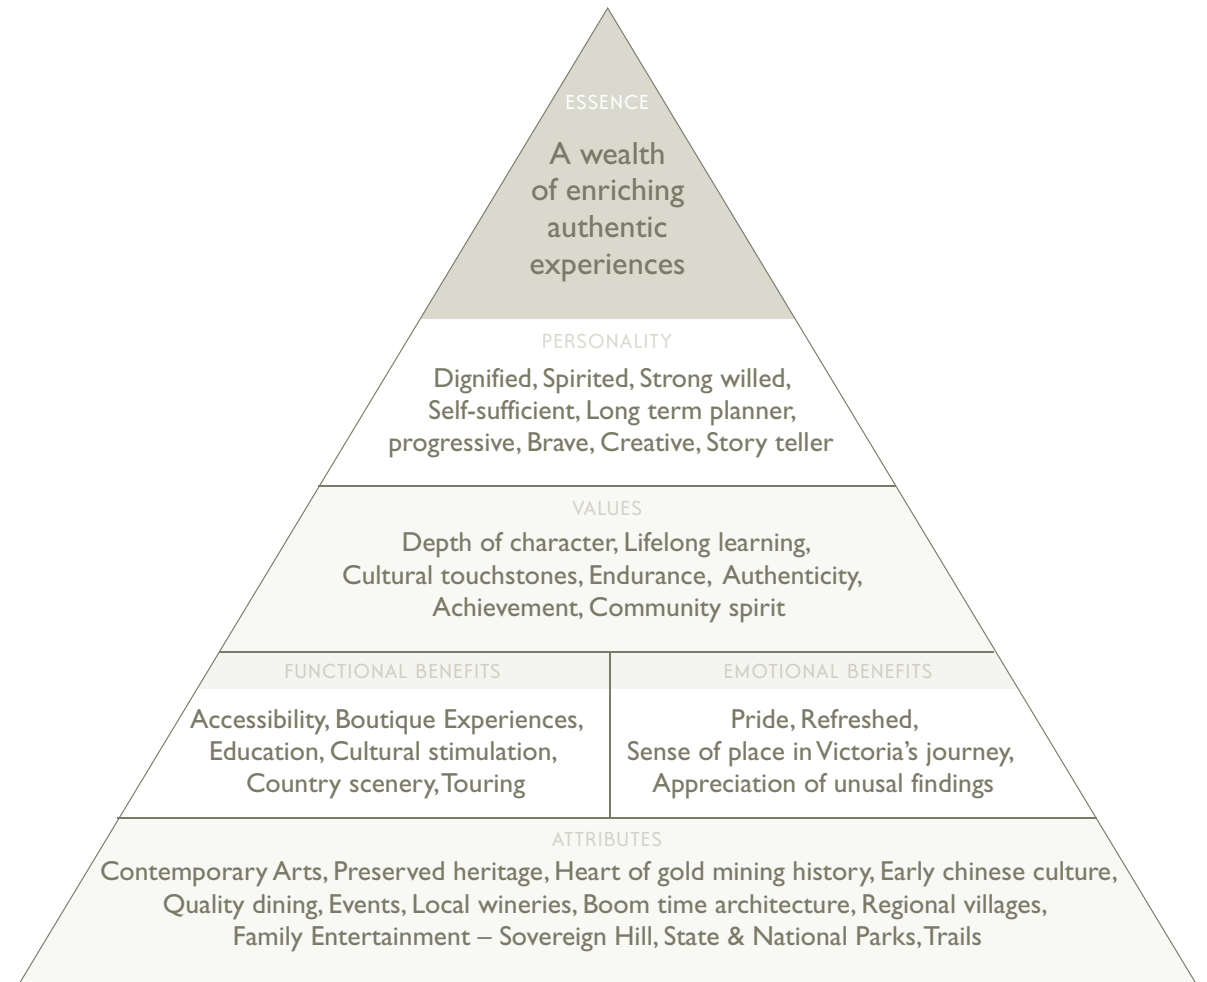 ESSENCE
A wealth
of enriching
authentic
experiences
PERSONALITY
Dignified, Spirited, Strong willed,
Self-sufficient, Long term planner,
progressive, Brave, Creative, Story teller
VALUES
Depth of character, Lifelong learning,
Cultural touchstones, Endurance, Authenticity,
Achievement, Community spirit
FUNCTIONAL BENEFITS
Accessibility, Boutique Experiences,
Education, Cultural stimulation,
Country scenery, Touring
EMOTIONAL BENEFITS
Pride, Refreshed,
Sense of place in Victoria’s journey,
Appreciation of unusal findings
ATTRIBUTES
Contemporary Arts, Preserved heritage, Heart of gold mining history, Early chinese culture,
Quality dining, Events, Local wineries, Boom time architecture, Regional villages,
Family Entertainment – Sovereign Hill, State & National Parks, Trails